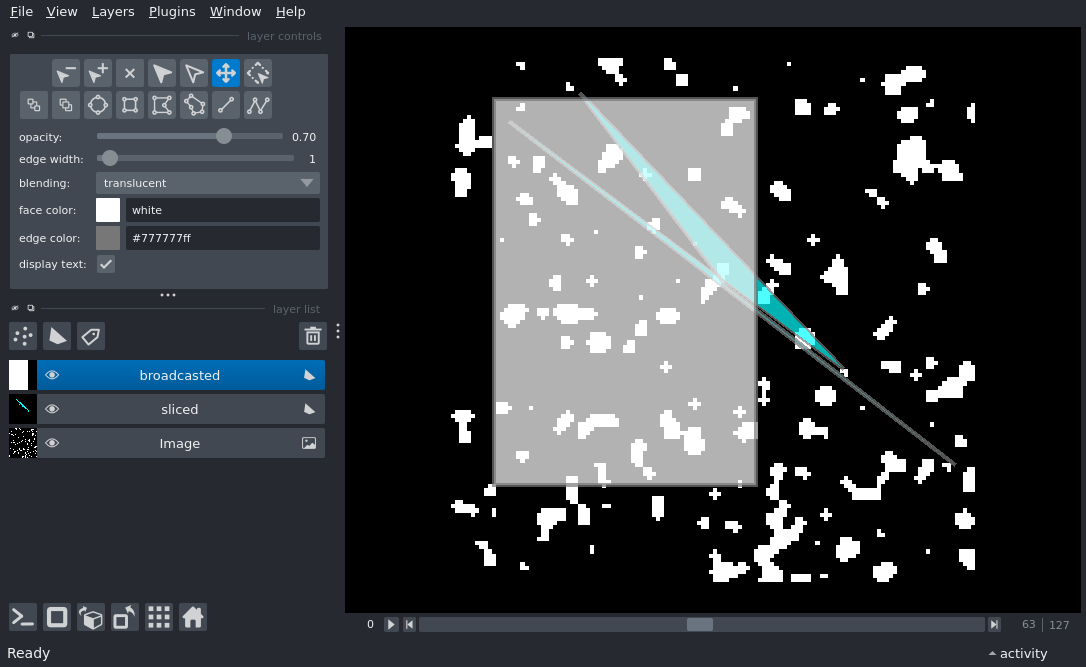 File View Layers Plugins Window Help
layer controls
opacity: 0.70
edge width: 1
blending: translucent
face color: white
edge color: #777777ff
display text:
layer list
broadcasted
sliced
Image
0 63 127
Ready activity